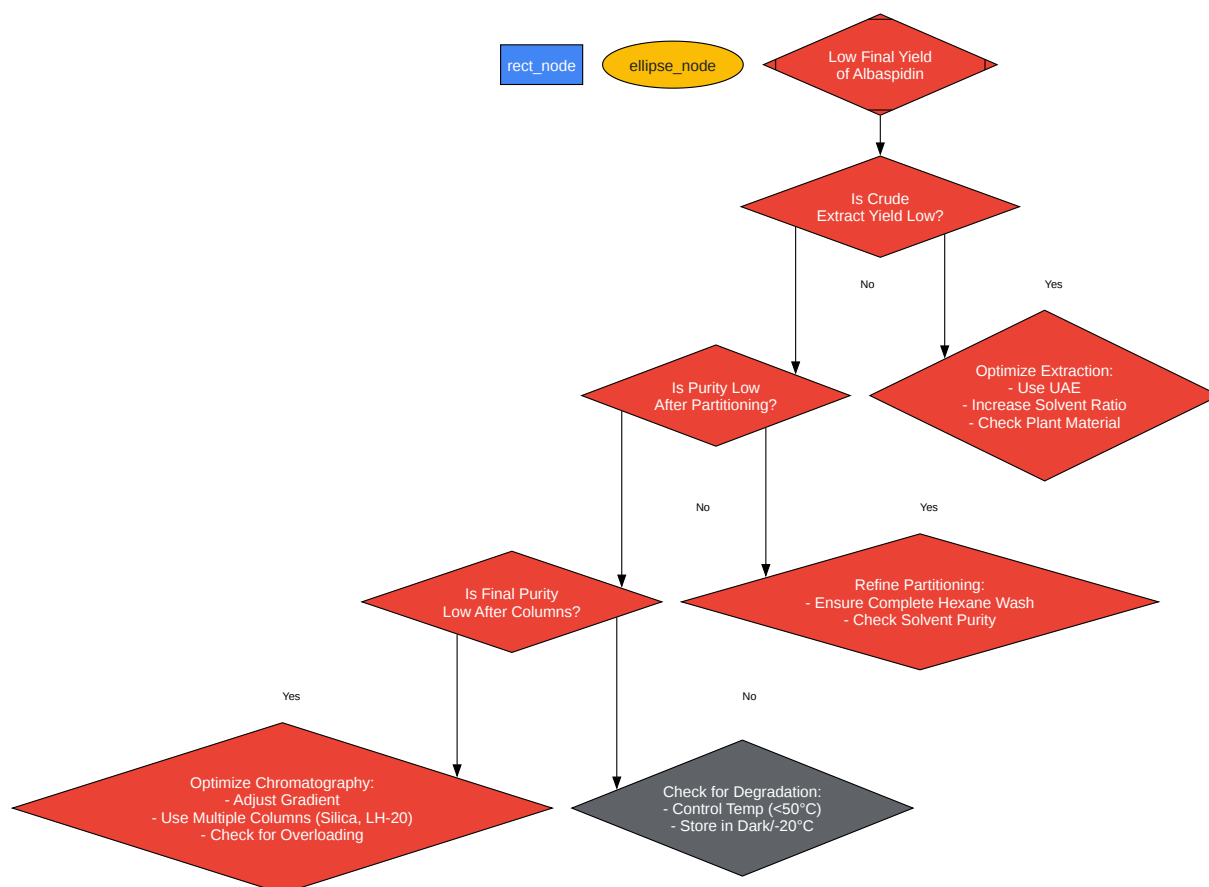 rect_node
ellipse_node
Low Final Yield
of Albaspidin
Is Crude
Extract Yield Low?
No
Yes
Optimize Extraction:
- Use UAE
- Increase Solvent Ratio
- Check Plant Material
Is Purity Low
After Partitioning?
No
Yes
Refine Partitioning:
- Ensure Complete Hexane Wash
- Check Solvent Purity
Is Final Purity
Low After Columns?
Yes
No
Optimize Chromatography:
- Adjust Gradient
- Use Multiple Columns (Silica, LH-20)
- Check for Overloading
Check for Degradation:
- Control Temp (<50°C)
- Store in Dark/-20°C